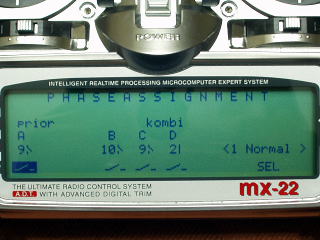 POWER
INTELLIGENT REALTIME PROCESSING MICROCOMPUTER EXPERT SYSTEM
PHASEASSIGNMENT
prior kombi
A B C D
9\ 10\ 9\ 2I <1 Normal >
SEL
THE ULTIMATE RADIO CONTROL SYSTEM
A.D.T. WITH ADVANCED DIGITAL TRIM
mx-22